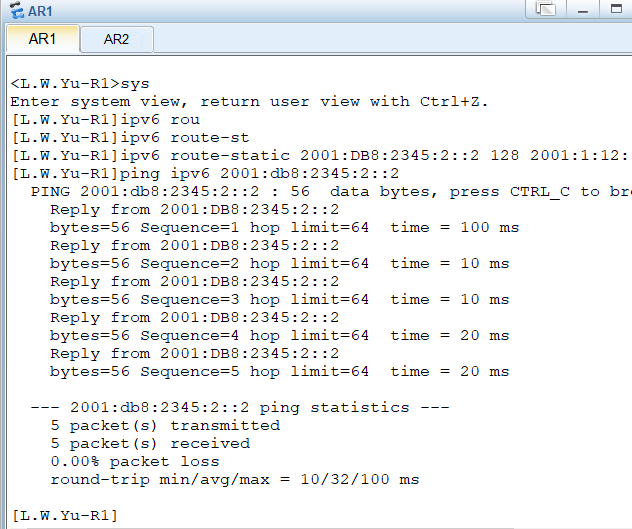 AR1
AR1 AR2
<L.W.Yu-R1>sys
Enter system view, return user view with Ctrl+Z.
[L.W.Yu-R1]ipv6 rou
[L.W.Yu-R1]ipv6 route-st
[L.W.Yu-R1]ipv6 route-static 2001:DB8:2345:2::2 128 2001:1:12:
[L.W.Yu-R1]ping ipv6 2001:db8:2345:2::2
  PING 2001:db8:2345:2::2 : 56  data bytes, press CTRL_C to bre
    Reply from 2001:DB8:2345:2::2
    bytes=56 Sequence=1 hop limit=64  time = 100 ms
    Reply from 2001:DB8:2345:2::2
    bytes=56 Sequence=2 hop limit=64  time = 10 ms
    Reply from 2001:DB8:2345:2::2
    bytes=56 Sequence=3 hop limit=64  time = 10 ms
    Reply from 2001:DB8:2345:2::2
    bytes=56 Sequence=4 hop limit=64  time = 20 ms
    Reply from 2001:DB8:2345:2::2
    bytes=56 Sequence=5 hop limit=64  time = 20 ms
  --- 2001:db8:2345:2::2 ping statistics ---
    5 packet(s) transmitted
    5 packet(s) received
    0.00% packet loss
    round-trip min/avg/max = 10/32/100 ms
[L.W.Yu-R1]